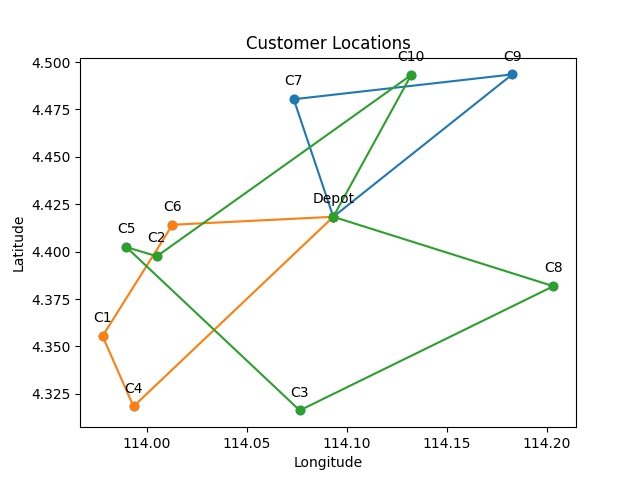 Customer Locations
C10
C9
C7
Depot
C6
C5
C2
C8
C1
C4
C3
4.500
4.475
4.450
4.425
4.400
4.375
4.350
4.325
Latitude
114.00
114.05
114.10
114.15
114.20
Longitude